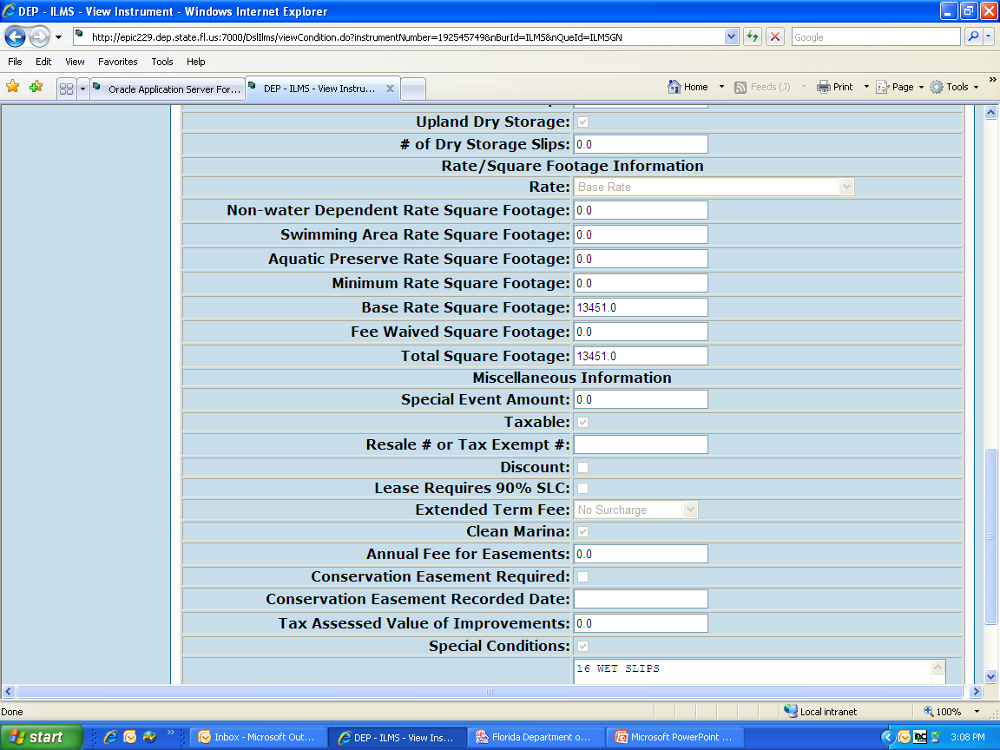 DEP - ILMS - View Instrument - Windows Internet Explorer
http://epic229.dep.state.fl.us:7000/DslIlms/viewCondition.do?instrumentNumber=192545749&nBurId=ILMS&nQueId=ILMSGN
Google
File Edit View Favorites Tools Help
Oracle Application Server For... DEP - ILMS - View Instru... Home Feeds (J) Print Page Tools »
Upland Dry Storage:
# of Dry Storage Slips: 0.0
Rate/Square Footage Information
Rate: Base Rate
Non-water Dependent Rate Square Footage: 0.0
Swimming Area Rate Square Footage: 0.0
Aquatic Preserve Rate Square Footage: 0.0
Minimum Rate Square Footage: 0.0
Base Rate Square Footage: 13451.0
Fee Waived Square Footage: 0.0
Total Square Footage: 13451.0
Miscellaneous Information
Special Event Amount: 0.0
Taxable:
Resale # or Tax Exempt #:
Discount:
Lease Requires 90% SLC:
Extended Term Fee: No Surcharge
Clean Marina:
Annual Fee for Easements: 0.0
Conservation Easement Required:
Conservation Easement Recorded Date:
Tax Assessed Value of Improvements: 0.0
Special Conditions:
16 WET SLIPS
Done Local intranet 100%
start » Inbox - Microsoft Out... DEP - ILMS - View Ins... Florida Department o... Microsoft PowerPoint ... 3:08 PM